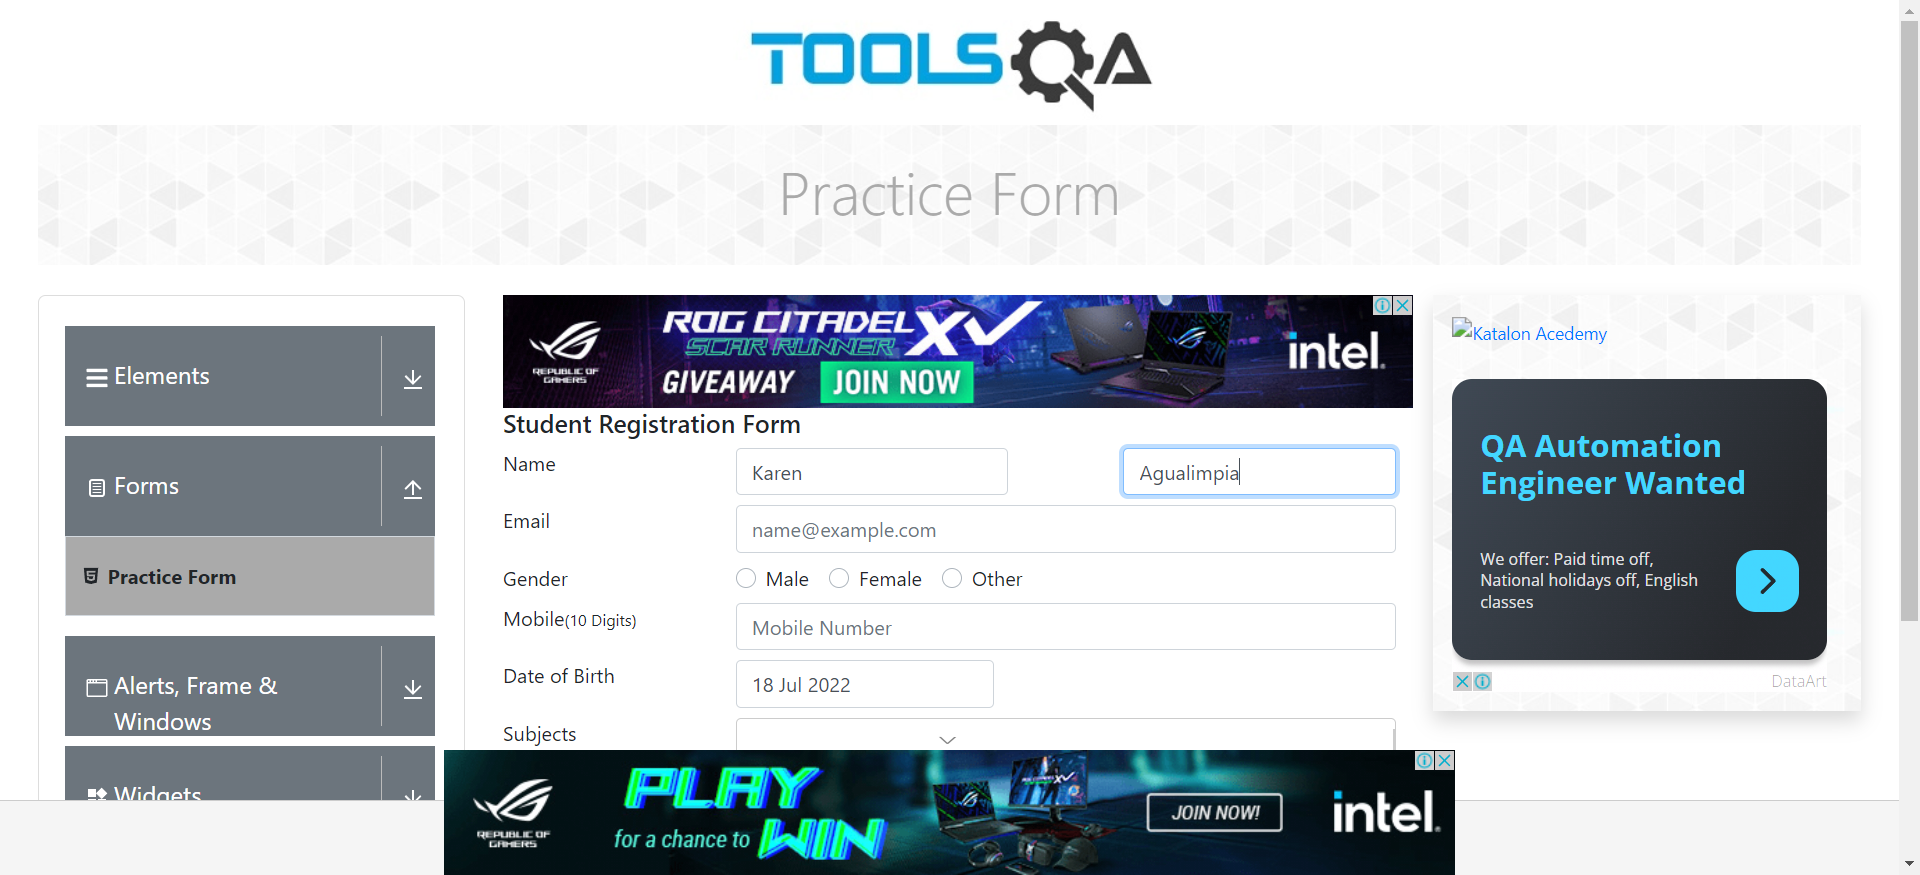 TOOLSQA
Practice Form
Elements
Forms
Practice Form
Alerts, Frame &
Windows
Widgets
REPUBLIC OF
GAMERS
ROG CITADEL XV
SCAR RUNNER
GIVEAWAY JOIN NOW
intel.
Student Registration Form
Name Karen Agualimpia
Email name@example.com
Gender Male Female Other
Mobile(10 Digits) Mobile Number
Date of Birth 18 Jul 2022
Subjects
Katalon Acedemy
QA Automation
Engineer Wanted
We offer: Paid time off,
National holidays off, English
classes
DataArt
REPUBLIC OF
GAMERS
PLAY
for a chance to WIN
ROG CITADEL XV
JOIN NOW!
intel.